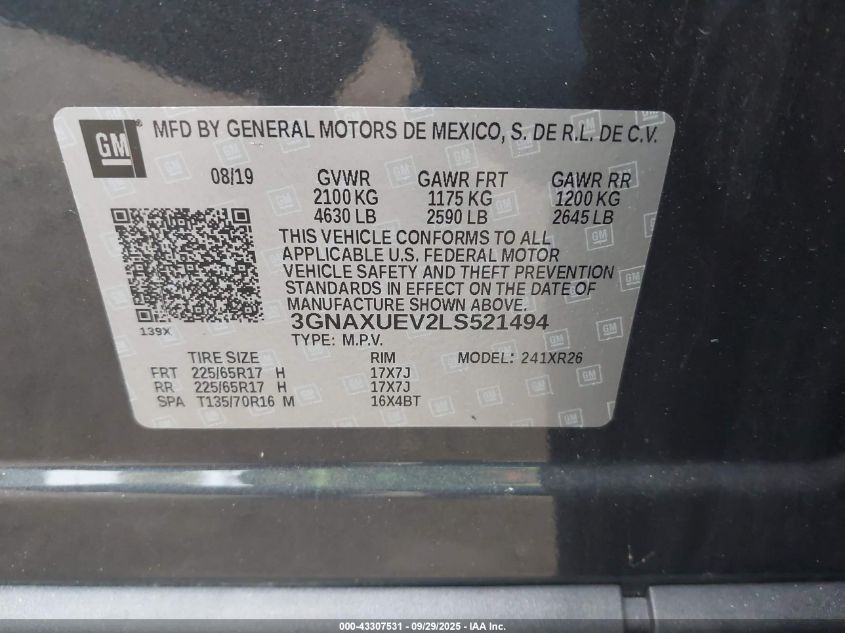 GM
MFD BY GENERAL MOTORS DE MEXICO, S. DE R.L. DE C.V.
08/19 GVWR GAWR FRT GAWR RR
2100 KG 1175 KG 1200 KG
4630 LB 2590 LB 2645 LB
THIS VEHICLE CONFORMS TO ALL
APPLICABLE U.S. FEDERAL MOTOR
VEHICLE SAFETY AND THEFT PREVENTION
STANDARDS IN EFFECT ON THE DATE OF
MANUFACTURE SHOWN ABOVE.
139X 3GNAXUEV2LS521494
TYPE: M.P.V.
TIRE SIZE RIM MODEL: 241XR26
FRT 225/65R17 H 17X7J
RR 225/65R17 H 17X7J
SPA T135/70R16 M 16X4BT
000-43307531 - 09/29/2025 - IAA Inc.